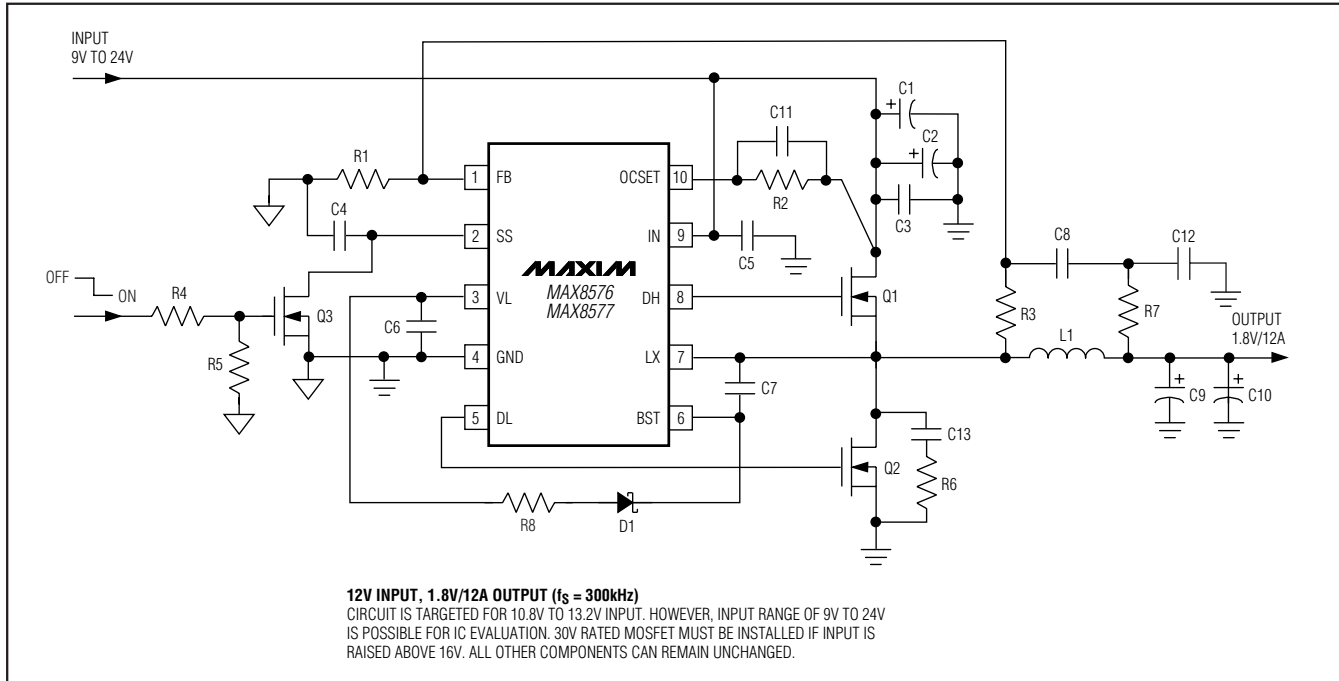 INPUT
9V TO 24V
C1
C11
C2
R1
1 FB
OCSET 10
R2
C4
C3
2 SS
IN 9
C5
C8
C12
MAXIM
MAX8576
MAX8577
OFF
ON
R4
Q3
3 VL
DH 8
Q1
R3
R7
C6
OUTPUT
1.8V/12A
L1
R5
4 GND
LX 7
C7
C9
C10
5 DL
BST 6
C13
Q2
R6
R8
D1
12V INPUT, 1.8V/12A OUTPUT (fS = 300kHz)
CIRCUIT IS TARGETED FOR 10.8V TO 13.2V INPUT. HOWEVER, INPUT RANGE OF 9V TO 24V
IS POSSIBLE FOR IC EVALUATION. 30V RATED MOSFET MUST BE INSTALLED IF INPUT IS
RAISED ABOVE 16V. ALL OTHER COMPONENTS CAN REMAIN UNCHANGED.